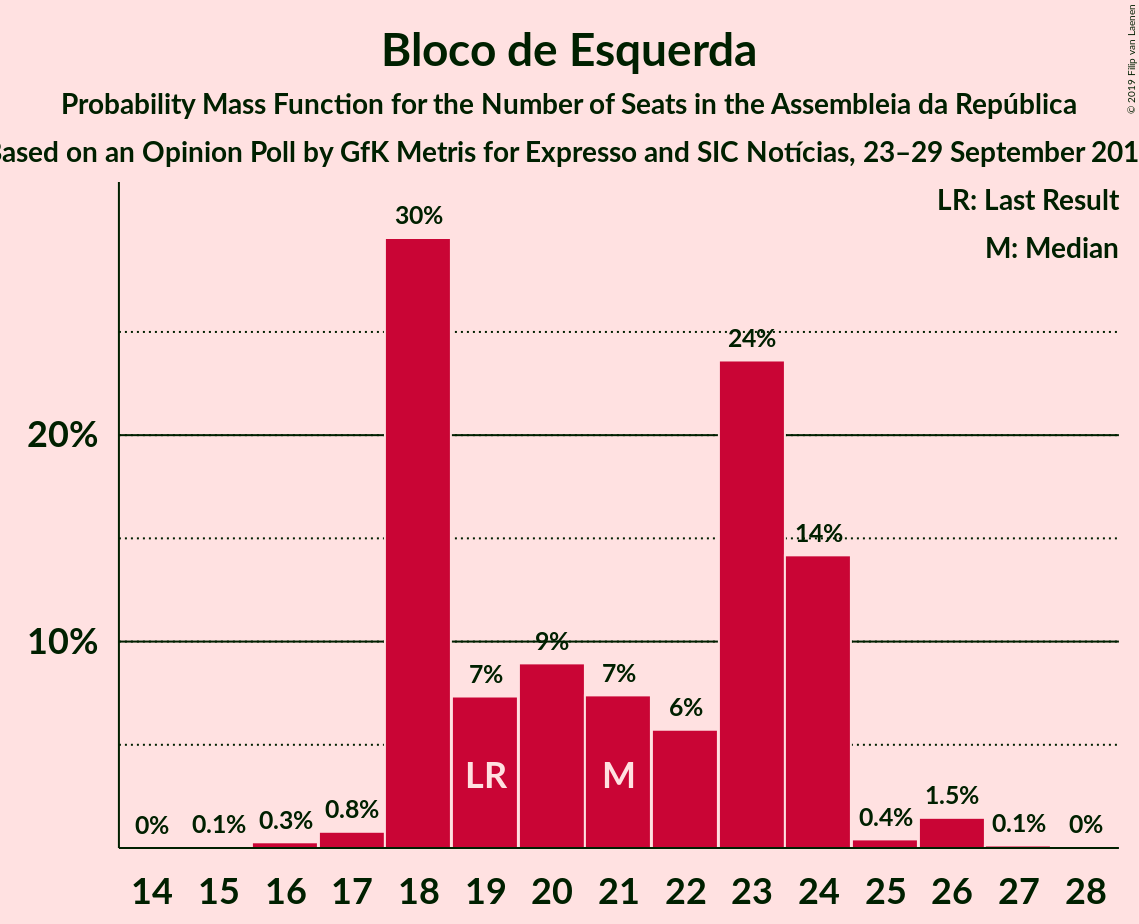 Bloco de Esquerda
Probability Mass Function for the Number of Seats in the Assembleia da República
Based on an Opinion Poll by GfK Metris for Expresso and SIC Notícias, 23–29 September 201
© 2019 Filip van Laenen
LR: Last Result
M: Median
30%
24%
20%
14%
10%
9%
7%
7%
6%
LR
M
0%
0.1%
0.3%
0.8%
0.4%
1.5%
0.1%
0%
14 15 16 17 18 19 20 21 22 23 24 25 26 27 28